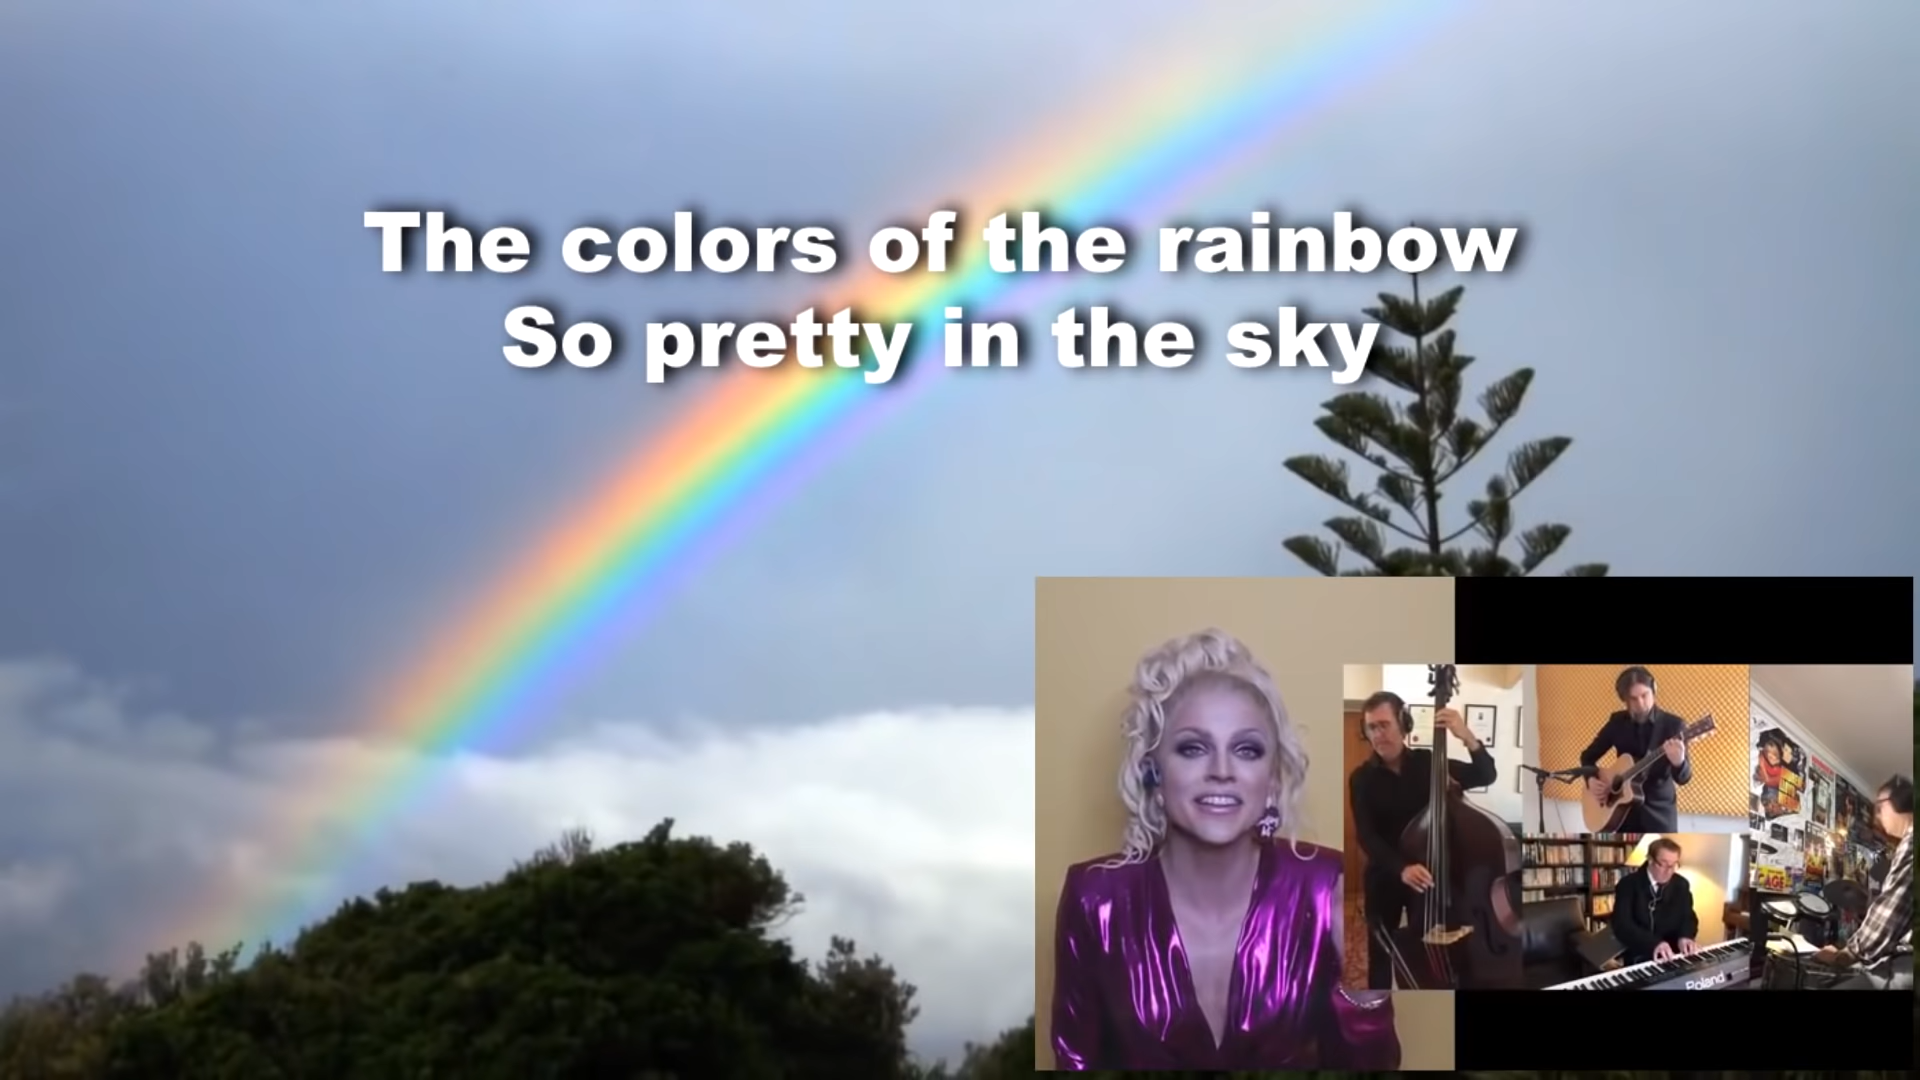 The colors of the rainbow
So pretty in the sky
Roland